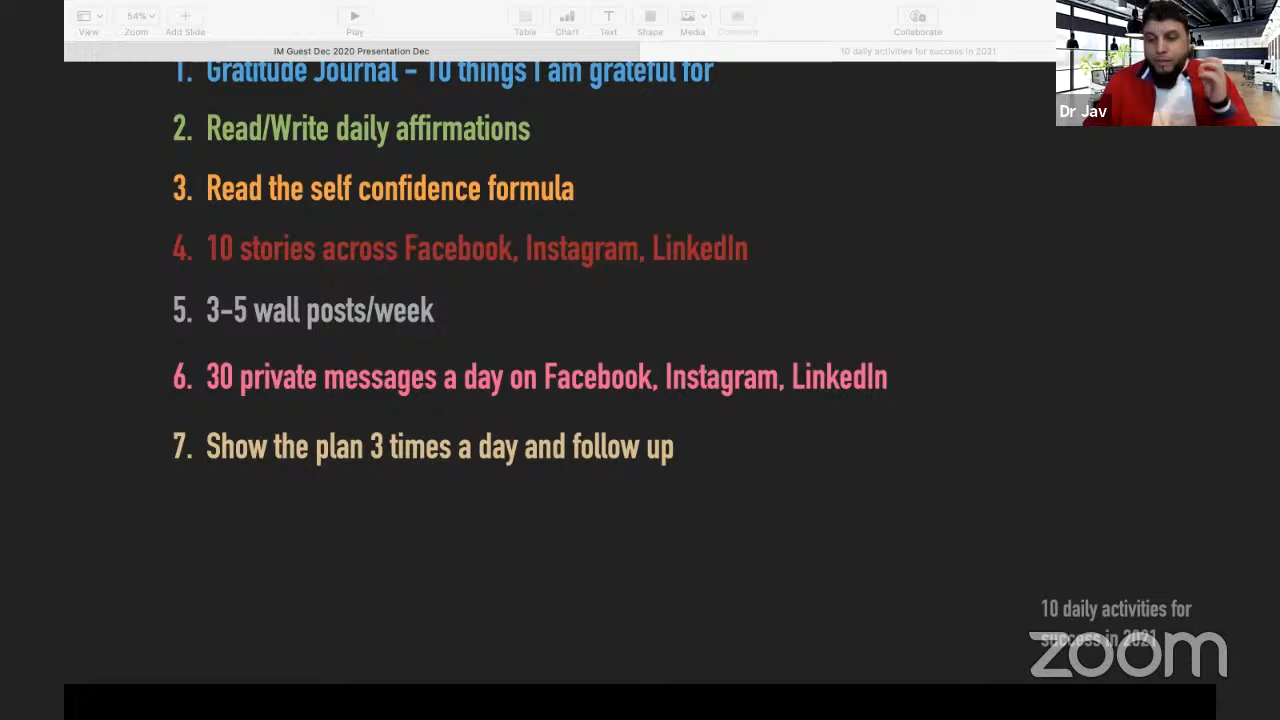 View
54%
Zoom
Add Slide
Play
Table
Chart
Text
Shape
Media
Comment
Collaborate
IM Guest Dec 2020 Presentation Dec
10 daily activities for success in 2021
Dr Jav
1. Gratitude Journal - 10 things I am grateful for
2. Read/Write daily affirmations
3. Read the self confidence formula
4. 10 stories across Facebook, Instagram, LinkedIn
5. 3-5 wall posts/week
6. 30 private messages a day on Facebook, Instagram, LinkedIn
7. Show the plan 3 times a day and follow up
10 daily activities for
success in 2021
zoom